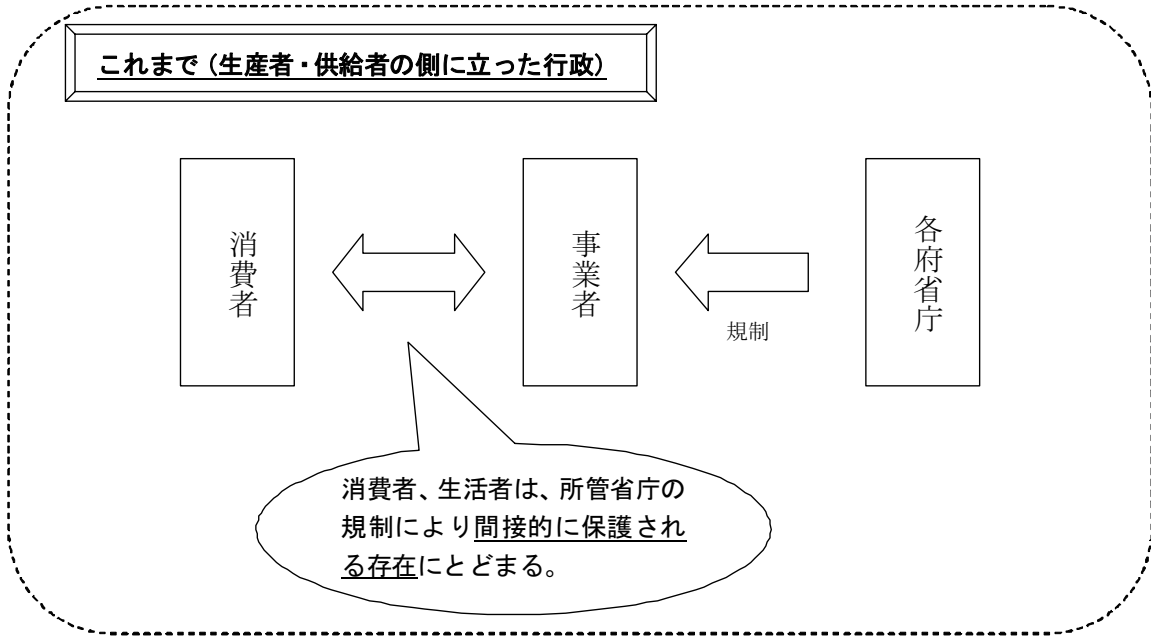 これまで（生産者・供給者の側に立った行政）
消費者
事業者
各府省庁
規制
消費者、生活者は、所管省庁の
規制により間接的に保護され
る存在にとどまる。